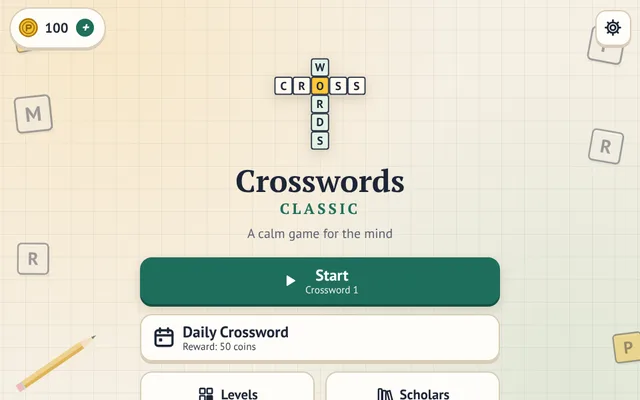 P 100 +
W
CROSS
R
D
S
M
R
R
P
Crosswords
CLASSIC
A calm game for the mind
Start
Crossword 1
Daily Crossword
Reward: 50 coins
Levels
Scholars